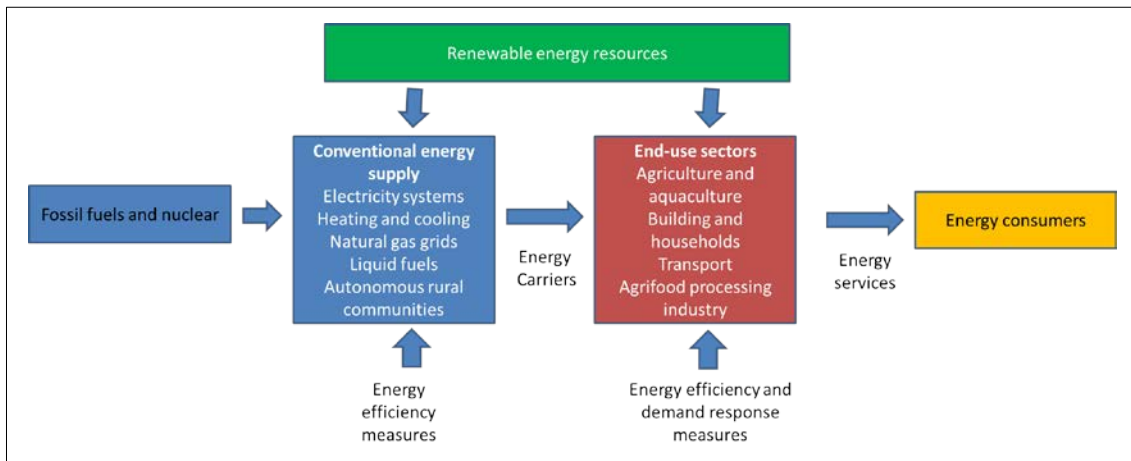 Renewable energy resources
Fossil fuels and nuclear
Conventional energy
supply
Electricity systems
Heating and cooling
Natural gas grids
Liquid fuels
Autonomous rural
communities
Energy
Carriers
End-use sectors
Agriculture and
aquaculture
Building and
households
Transport
Agrifood processing
industry
Energy
services
Energy consumers
Energy
efficiency
measures
Energy efficiency and
demand response
measures